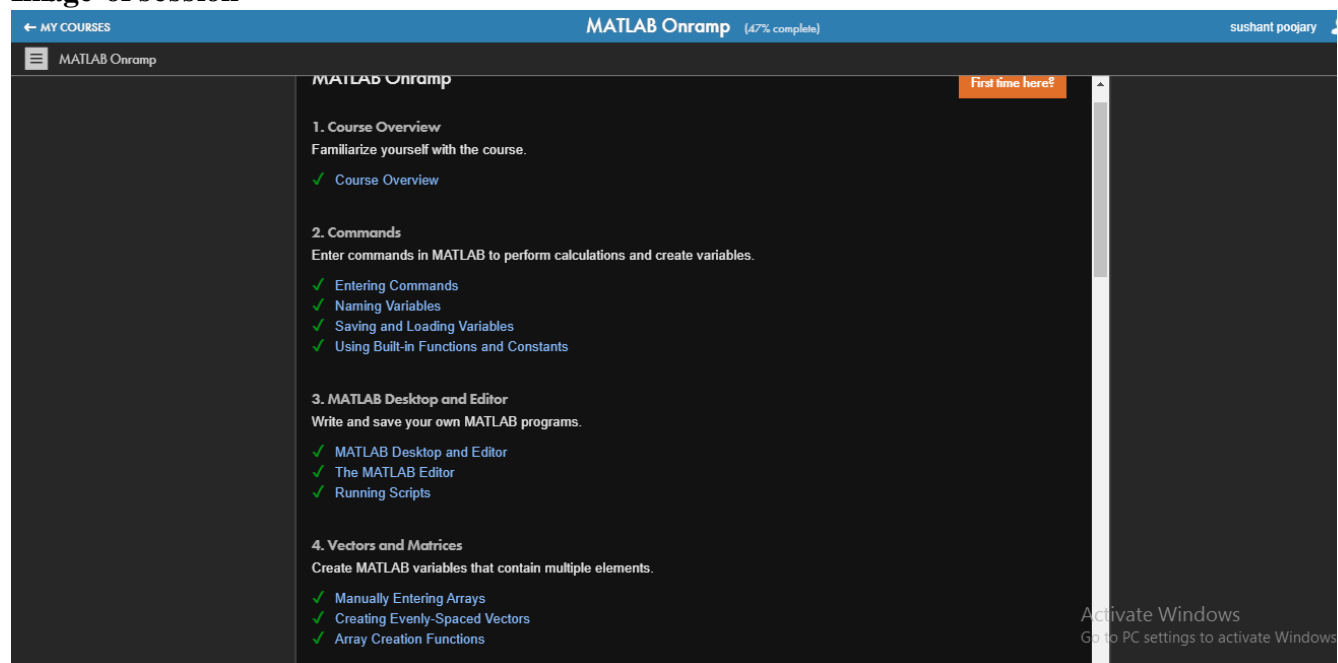 Image of session
← MY COURSES
MATLAB Onramp (47% complete)
sushant poojary
MATLAB Onramp
MATLAB Onramp
First time here?
1. Course Overview
Familiarize yourself with the course.
✓ Course Overview
2. Commands
Enter commands in MATLAB to perform calculations and create variables.
✓ Entering Commands
✓ Naming Variables
✓ Saving and Loading Variables
✓ Using Built-in Functions and Constants
3. MATLAB Desktop and Editor
Write and save your own MATLAB programs.
✓ MATLAB Desktop and Editor
✓ The MATLAB Editor
✓ Running Scripts
4. Vectors and Matrices
Create MATLAB variables that contain multiple elements.
✓ Manually Entering Arrays
✓ Creating Evenly-Spaced Vectors
✓ Array Creation Functions
Activate Windows
Go to PC settings to activate Windows